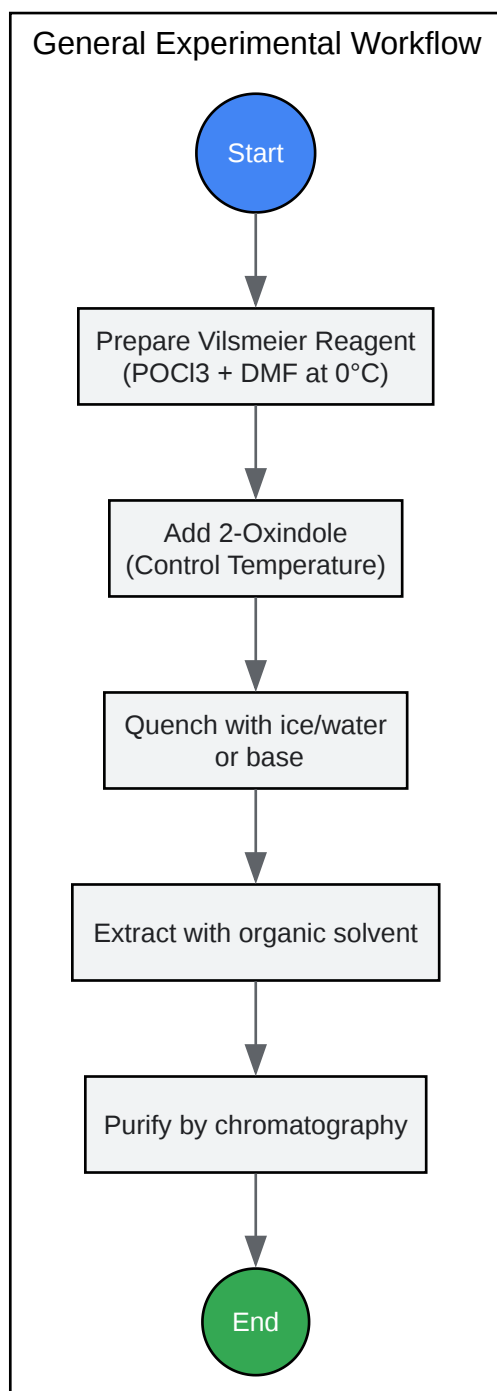 General Experimental Workflow
Start
Prepare Vilsmeier Reagent
(POCl3 + DMF at 0°C)
Add 2-Oxindole
(Control Temperature)
Quench with ice/water
or base
Extract with organic solvent
Purify by chromatography
End